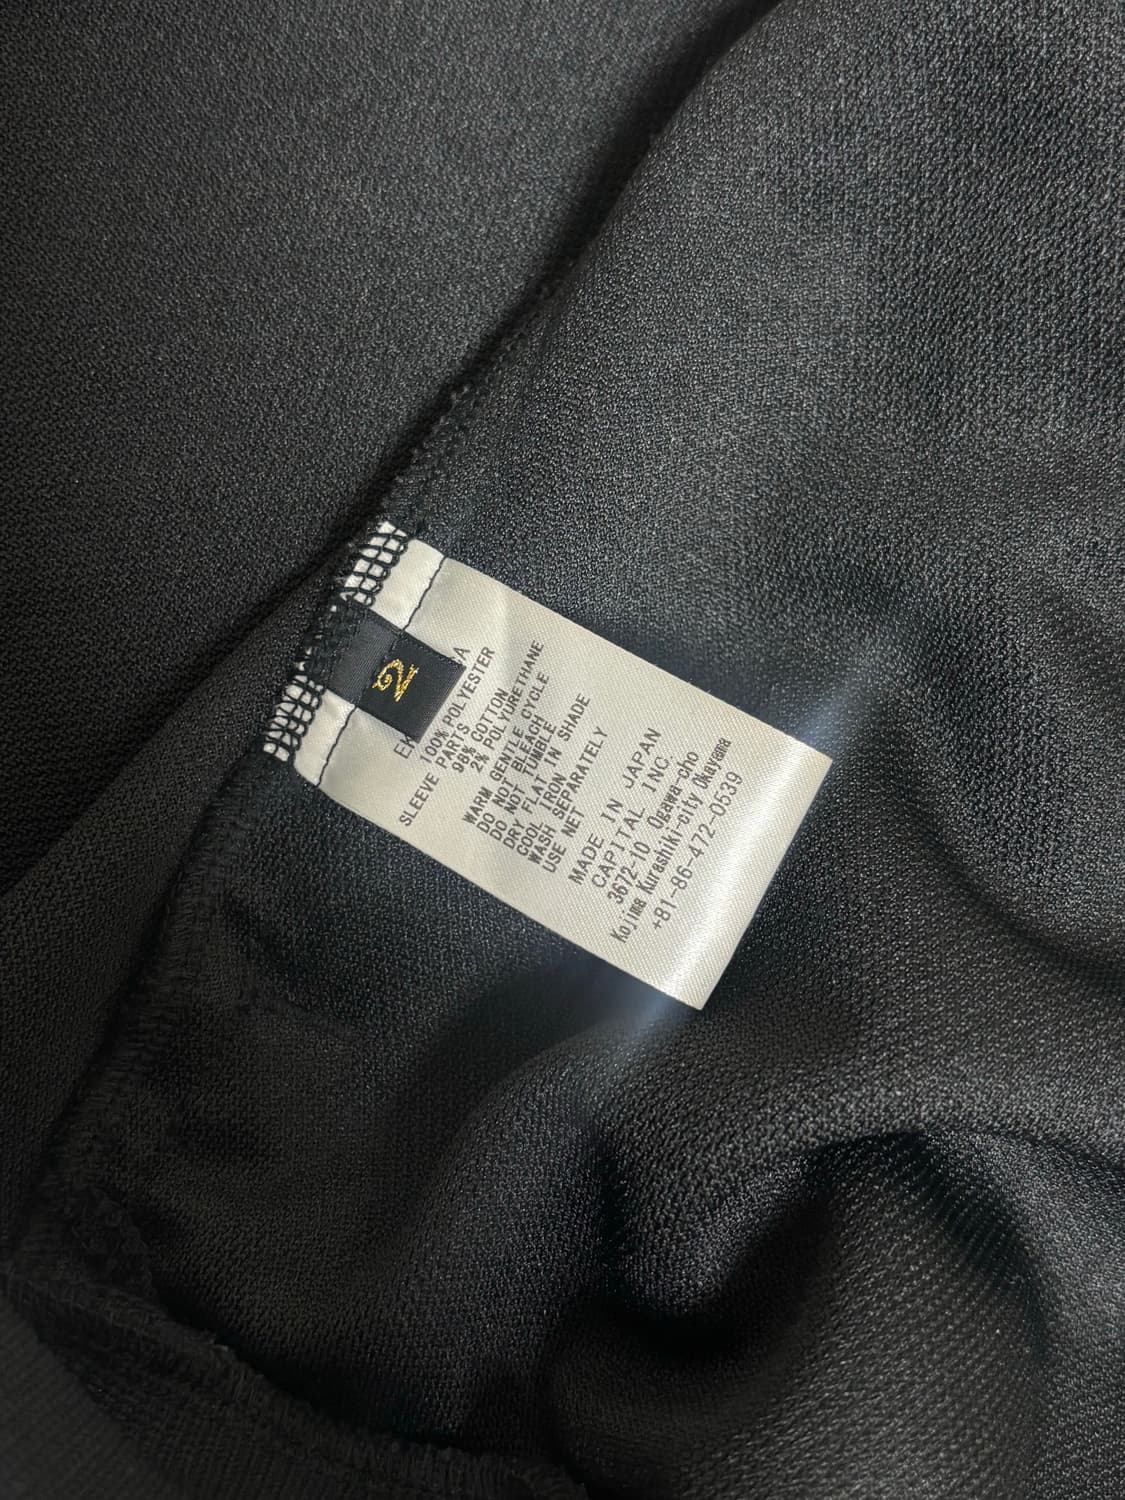 2
100% POLYESTER
SLEEVE PARTS
98% COTTON
2% POLYURETHANE
WARM GENTLE CYCLE
DO NOT BLEACH
DO NOT TUMBLE
DRY FLAT IN SHADE
COOL IRON
WASH SEPARATELY
USE NET
MADE IN JAPAN
CAPITAL INC.
3672-10 Ogawa-cho
Kojima Kurashiki-city Okayama
+81-86-472-0539